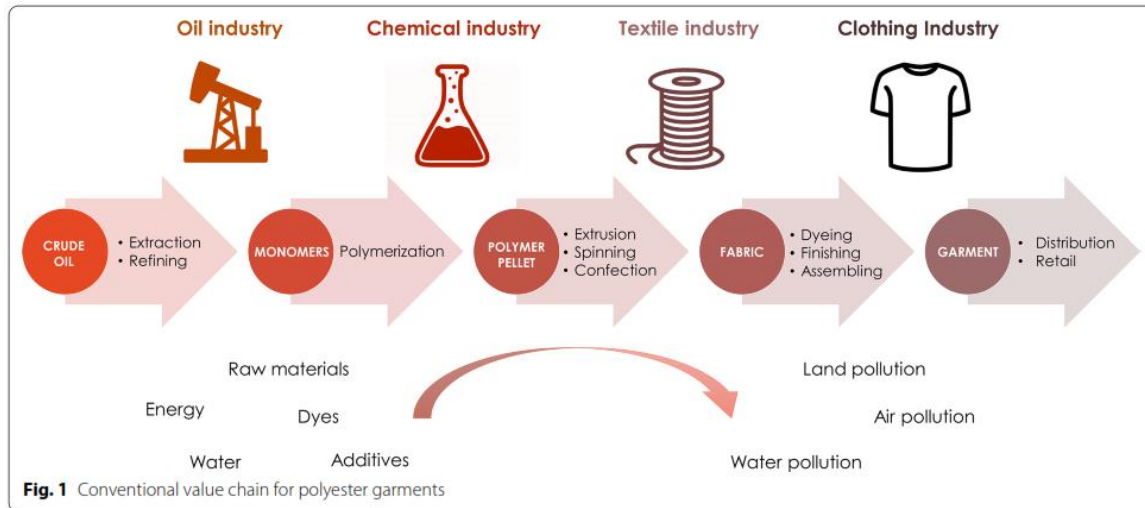 Oil industry
Chemical industry
Textile industry
Clothing Industry
CRUDE
OIL
• Extraction
• Refining
MONOMERS
Polymerization
POLYMER
PELLET
• Extrusion
• Spinning
• Confection
FABRIC
• Dyeing
• Finishing
• Assembling
GARMENT
• Distribution
• Retail
Raw materials
Energy
Dyes
Water
Additives
Land pollution
Air pollution
Water pollution
Fig. 1 Conventional value chain for polyester garments